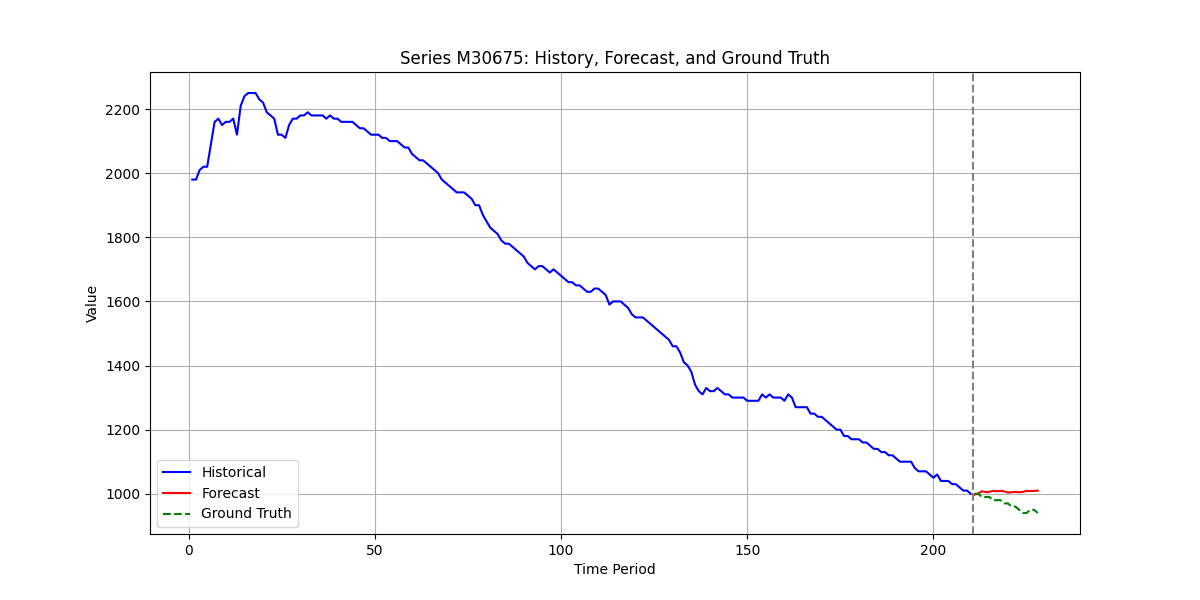 Series M30675: History, Forecast, and Ground Truth
Value
2200
2000
1800
1600
1400
1200
1000
0
50
100
150
200
Time Period
Historical
Forecast
Ground Truth